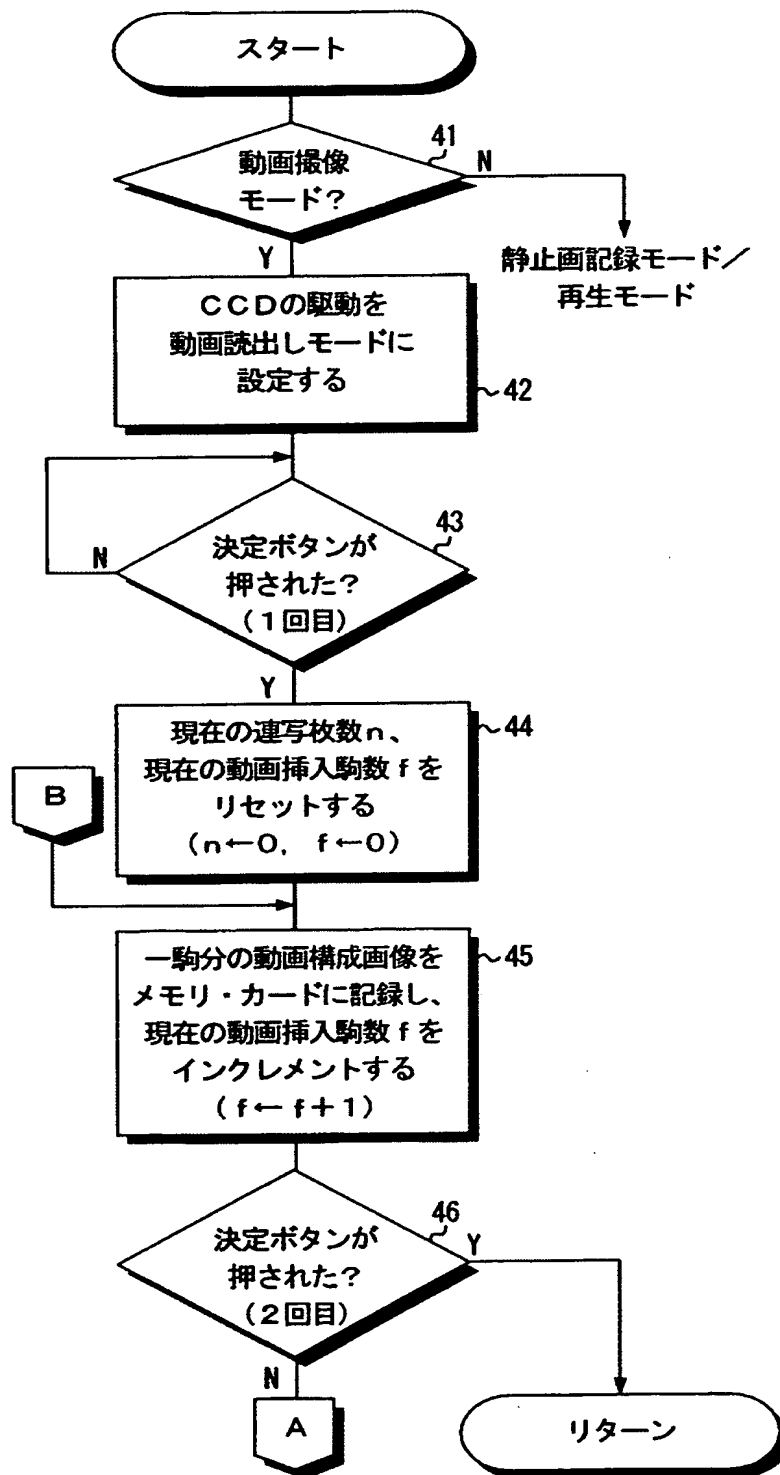 スタート
41
動画撮像
モード?
N
Y
静止画記録モード/
再生モード
CCDの駆動を
動画読出しモードに
設定する
42
43
決定ボタンが
押された?
(1回目)
N
Y
現在の連写枚数n、
現在の動画挿入駒数fを
リセットする
(n←0, f←0)
44
B
一駒分の動画構成画像を
メモリ・カードに記録し、
現在の動画挿入駒数fを
インクレメントする
(f←f+1)
45
46
決定ボタンが
押された?
(2回目)
Y
N
A
リターン